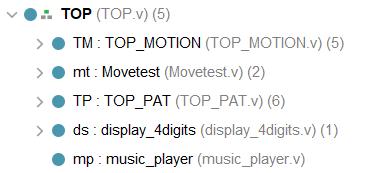 TOP (TOP.v) (5)
TM : TOP_MOTION (TOP_MOTION.v) (5)
mt : Movetest (Movetest.v) (2)
TP : TOP_PAT (TOP_PAT.v) (6)
ds : display_4digits (display_4digits.v) (1)
mp : music_player (music_player.v)